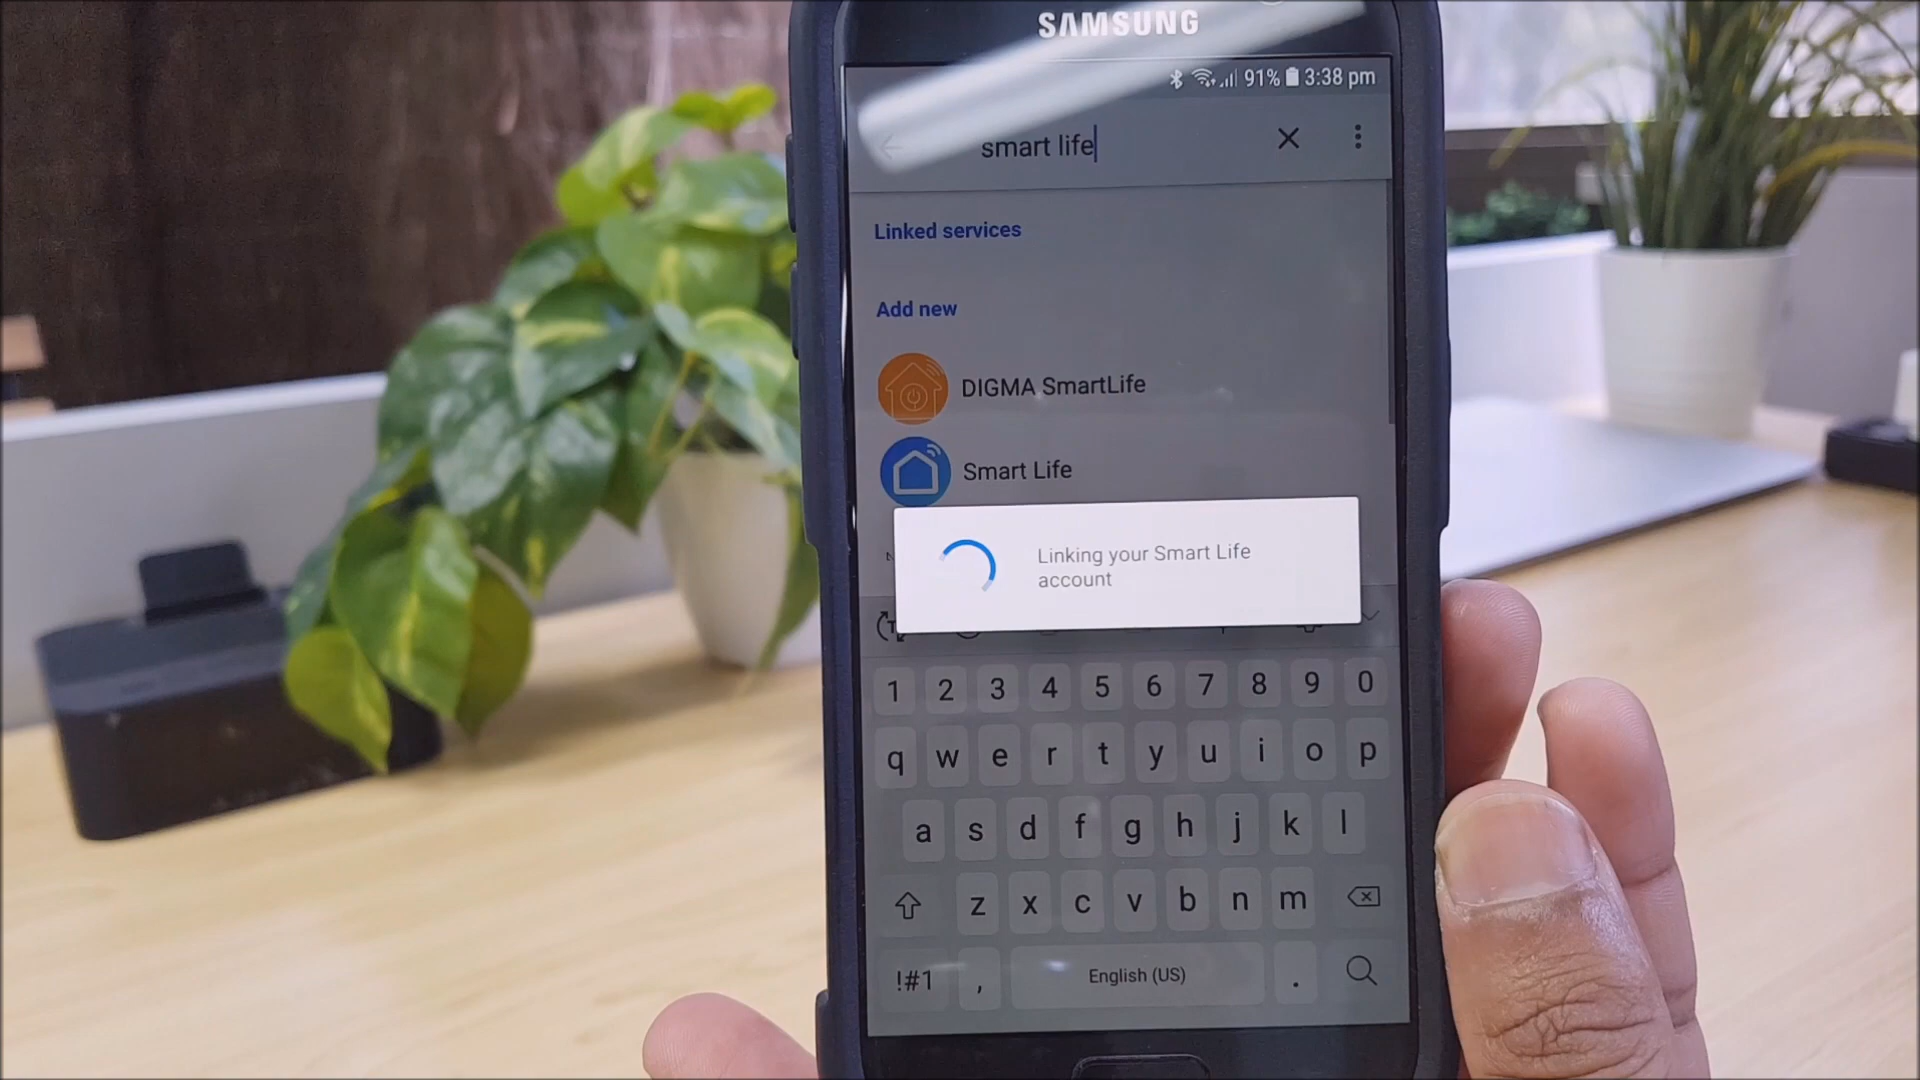 SAMSUNG
91% 3:38 pm
smart life
Linked services
Add new
DIGMA SmartLife
Smart Life
Linking your Smart Life
account
1 2 3 4 5 6 7 8 9 0
q w e r t y u i o p
a s d f g h j k l
z x c v b n m
!#1 , English (US) .